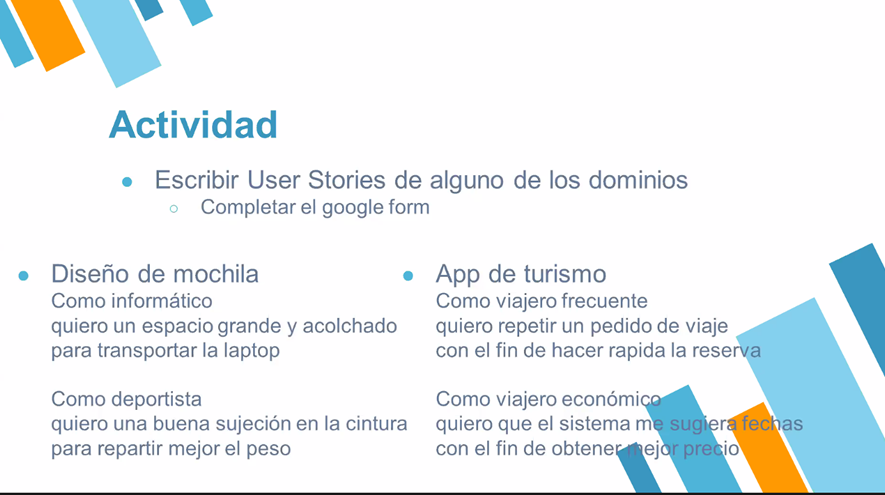 Actividad
Escribir User Stories de alguno de los dominios
Completar el google form
Diseño de mochila
Como informático
quiero un espacio grande y acolchado
para transportar la laptop
Como deportista
quiero una buena sujeción en la cintura
para repartir mejor el peso
App de turismo
Como viajero frecuente
quiero repetir un pedido de viaje
con el fin de hacer rapida la reserva
Como viajero económico
quiero que el sistema me sugiera fechas
con el fin de obtener mejor precio